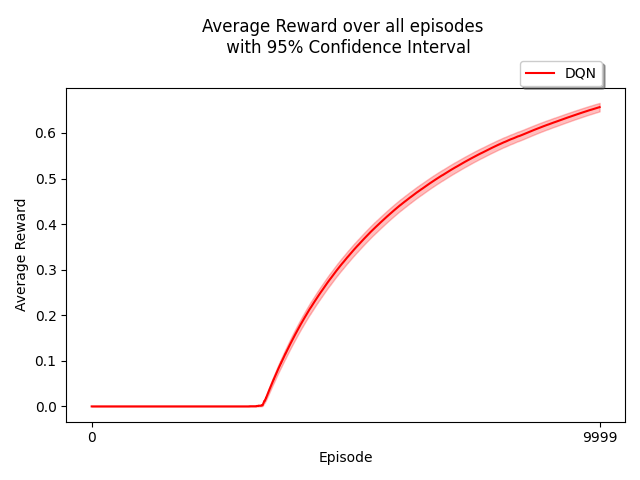 Average Reward over all episodes
with 95% Confidence Interval
DQN
Average Reward
0.6
0.5
0.4
0.3
0.2
0.1
0.0
0
9999
Episode